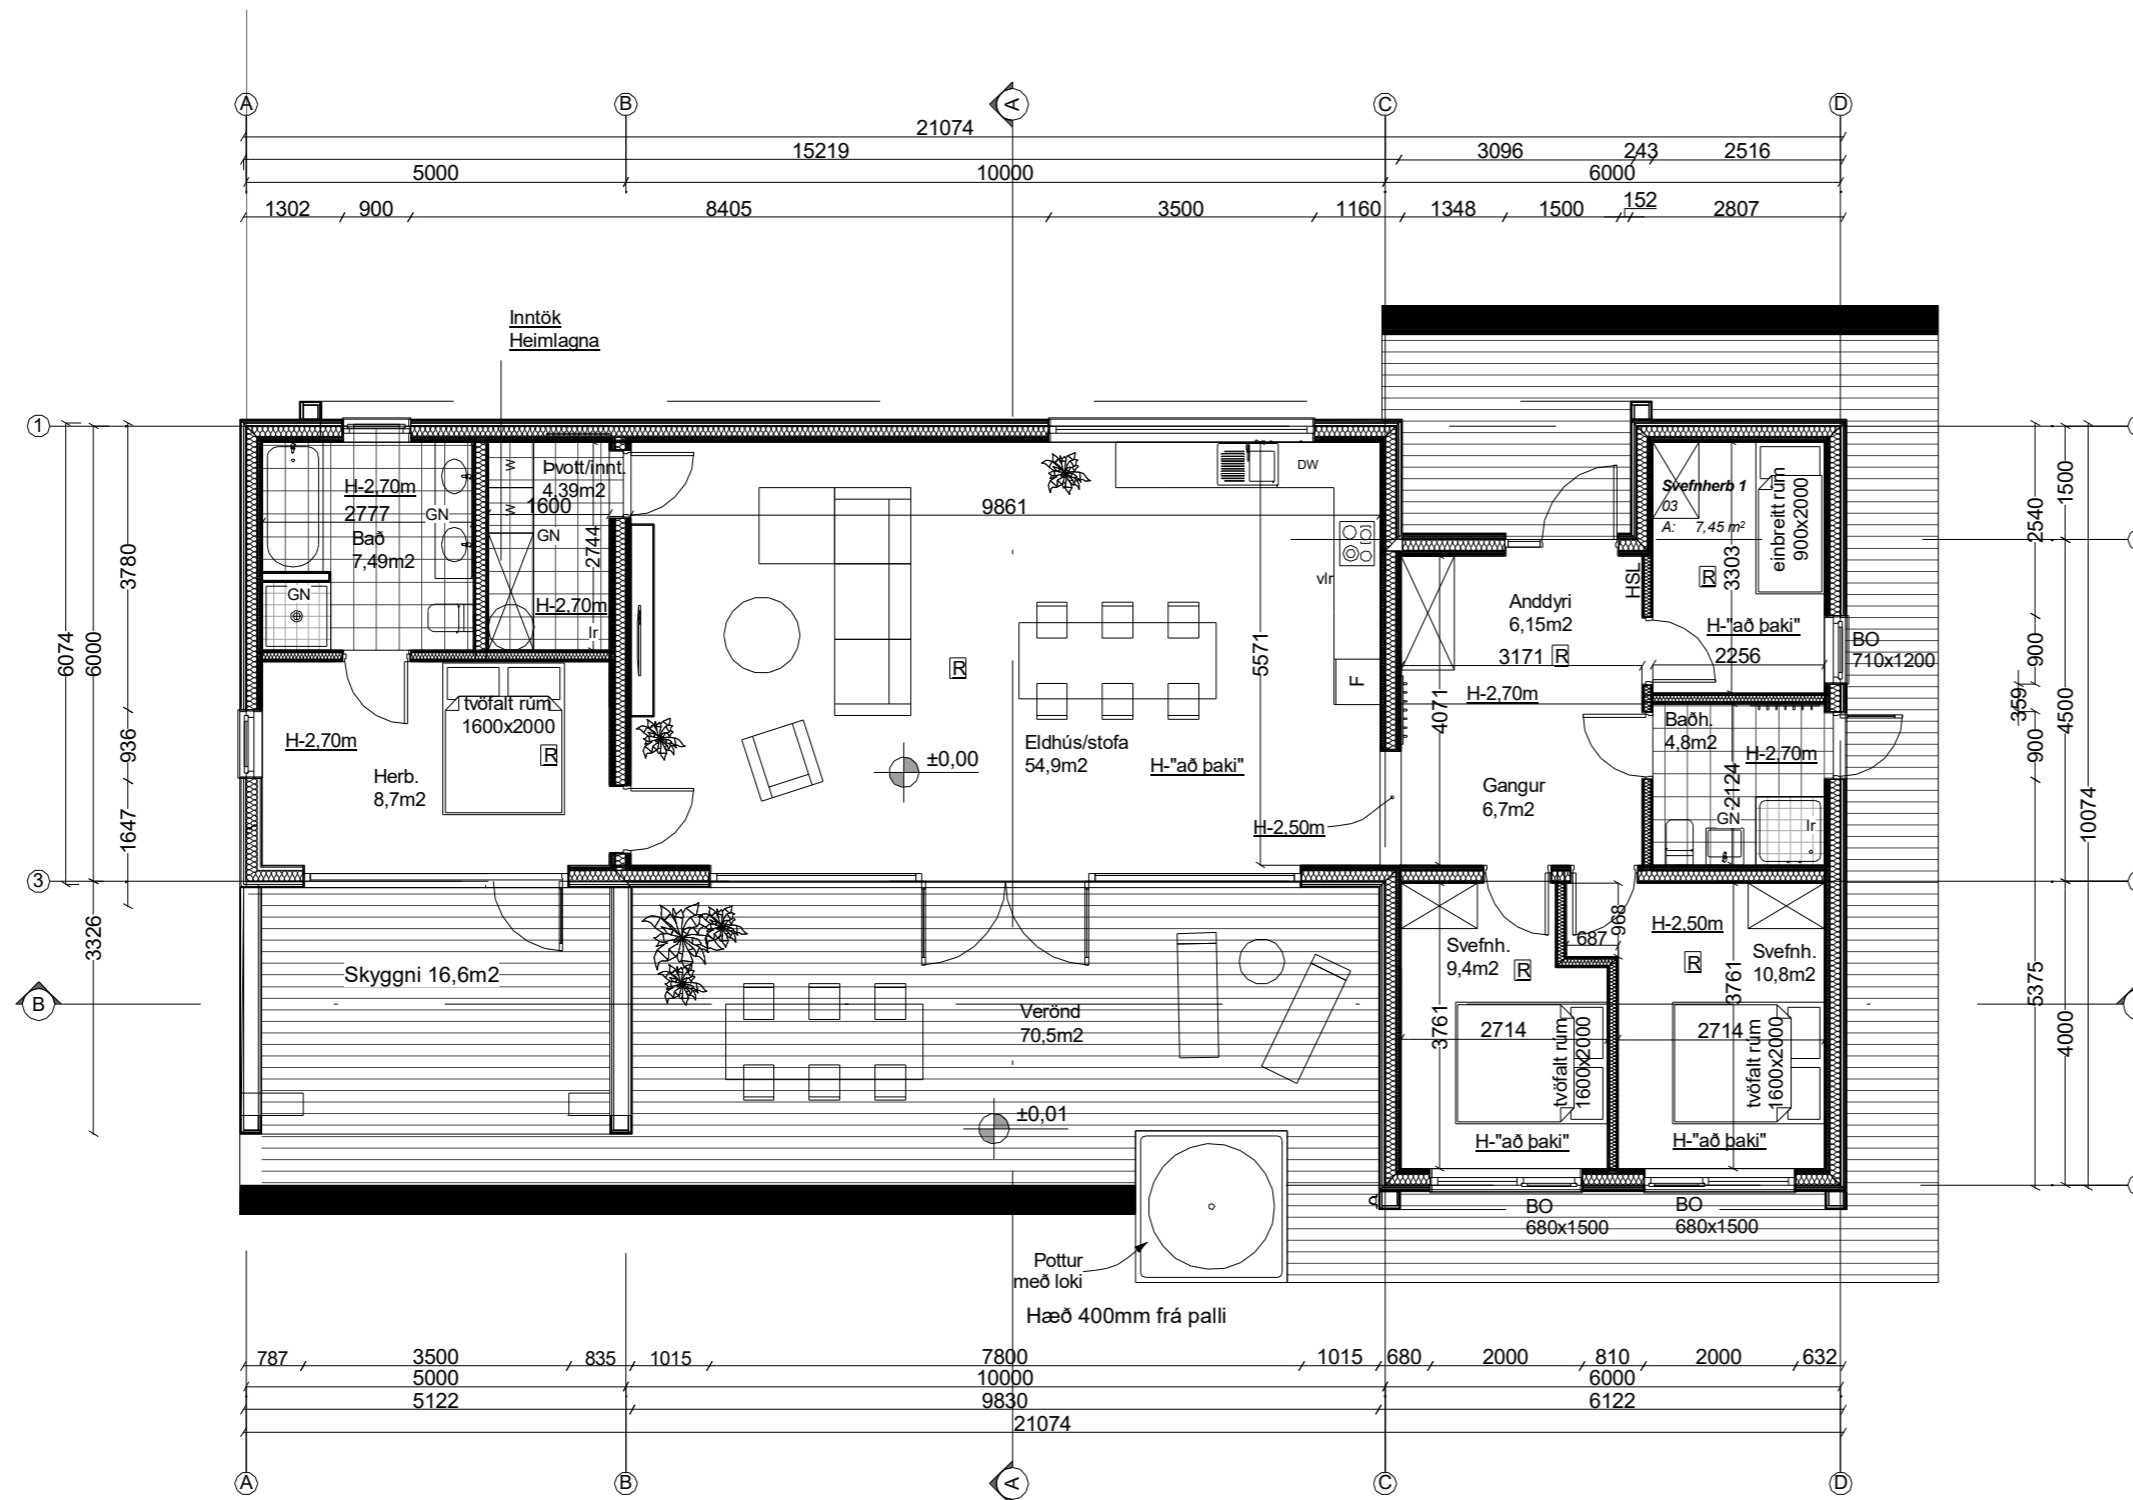 A
B
A
C
D
21074
15219
3096
243
2516
5000
10000
6000
1302
900
8405
3500
1160
1348
1500
152
2807
Inntök
Heimlagna
1
3
B
3780
6074
6000
936
1647
3326
H-2,70m
2777
GN
Bað
7,49m2
GN
W
W
Þvott/innt.
4,39m2
1600
GN
2744
H-2,70m
lr
9861
DW
vlr
F
R
5571
Eldhús/stofa
54,9m2
H-"að þaki"
±0,00
H-2,50m
tvöfalt rúm
1600x2000
R
H-2,70m
Herb.
8,7m2
Svefnherb 1
03
A: 7,45 m²
einbreitt rúm
900x2000
R
3303
HSL
H-"að þaki"
2256
BO
710x1200
Anddyri
6,15m2
3171
R
H-2,70m
4071
Gangur
6,7m2
Baðh.
4,8m2
H-2,70m
2124
GN
lr
Skyggni 16,6m2
Verönd
70,5m2
±0,01
Svefnh.
9,4m2
R
687
968
H-2,50m
R
Svefnh.
10,8m2
3761
2714
tvöfalt rúm
1600x2000
3761
2714
tvöfalt rúm
1600x2000
H-"að þaki"
H-"að þaki"
BO
680x1500
BO
680x1500
Pottur
með loki
Hæð 400mm frá palli
2540
1500
900
359
4500
900
10074
5375
4000
787
3500
835
1015
7800
1015
680
2000
810
2000
632
5000
10000
6000
5122
9830
6122
21074
A
B
A
C
D